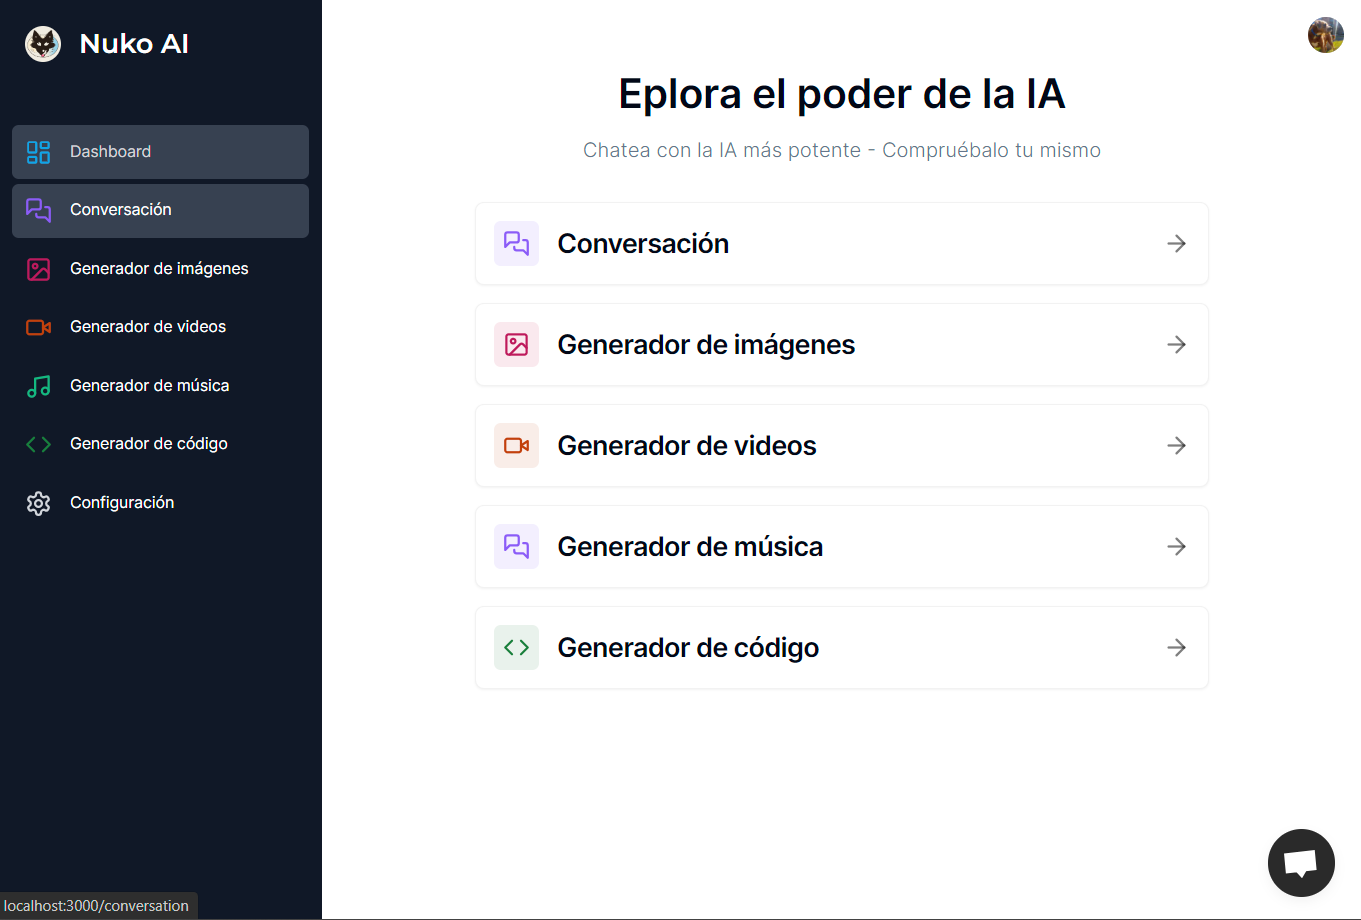 Nuko AI
Dashboard
Conversación
Generador de imágenes
Generador de videos
Generador de música
Generador de código
Configuración
Eplora el poder de la IA
Chatea con la IA más potente - Compruébalo tu mismo
Conversación
Generador de imágenes
Generador de videos
Generador de música
Generador de código
localhost:3000/conversation